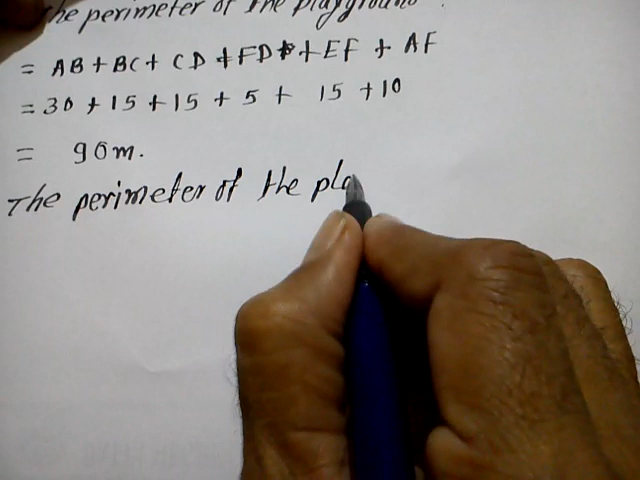 the perimeter of the playground.
= AB + BC + CD + FD + EF + AF
= 30 + 15 + 15 + 5 + 15 + 10
= 90m.
The perimeter of the pla